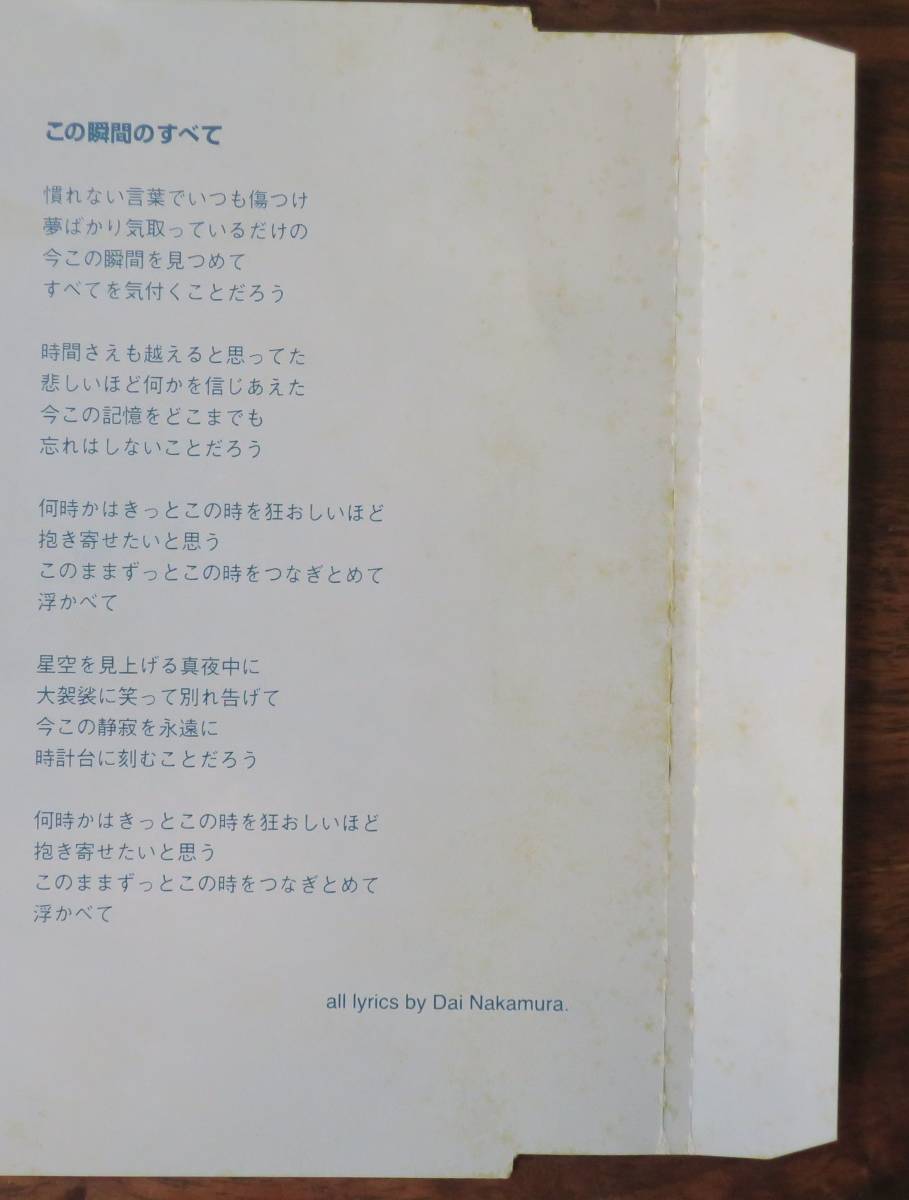 この瞬間のすべて
慣れない言葉でいつも傷つけ
夢ばかり気取っているだけの
今この瞬間を見つめて
すべてを気付くことだろう
時間さえも越えると思ってた
悲しいほど何かを信じあえた
今この記憶をどこまでも
忘れはしないことだろう
何時かはきっとこの時を狂おしいほど
抱き寄せたいと思う
このままずっとこの時をつなぎとめて
浮かべて
星空を見上げる真夜中に
大袈裟に笑って別れ告げて
今この静寂を永遠に
時計台に刻むことだろう
何時かはきっとこの時を狂おしいほど
抱き寄せたいと思う
このままずっとこの時をつなぎとめて
浮かべて
all lyrics by Dai Nakamura.